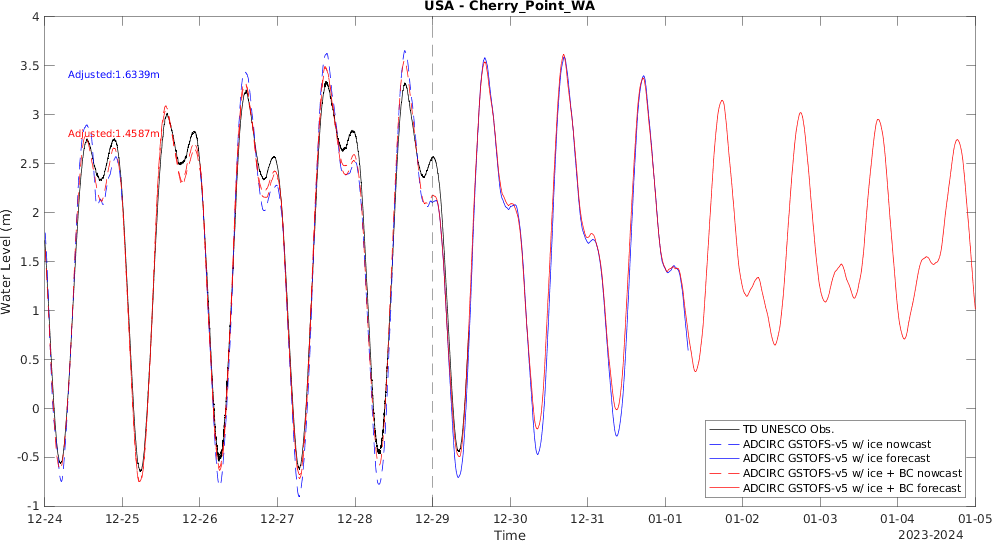 USA - Cherry_Point_WA
4
3.5
3
2.5
2
1.5
1
0.5
0
-0.5
-1
Water Level (m)
Adjusted:1.6339m
Adjusted:1.4587m
TD UNESCO Obs.
ADCIRC GSTOFS-v5 w/ ice nowcast
ADCIRC GSTOFS-v5 w/ ice forecast
ADCIRC GSTOFS-v5 w/ ice + BC nowcast
ADCIRC GSTOFS-v5 w/ ice + BC forecast
12-24 12-25 12-26 12-27 12-28 12-29 12-30 12-31 01-01 01-02 01-03 01-04 01-05
Time
2023-2024